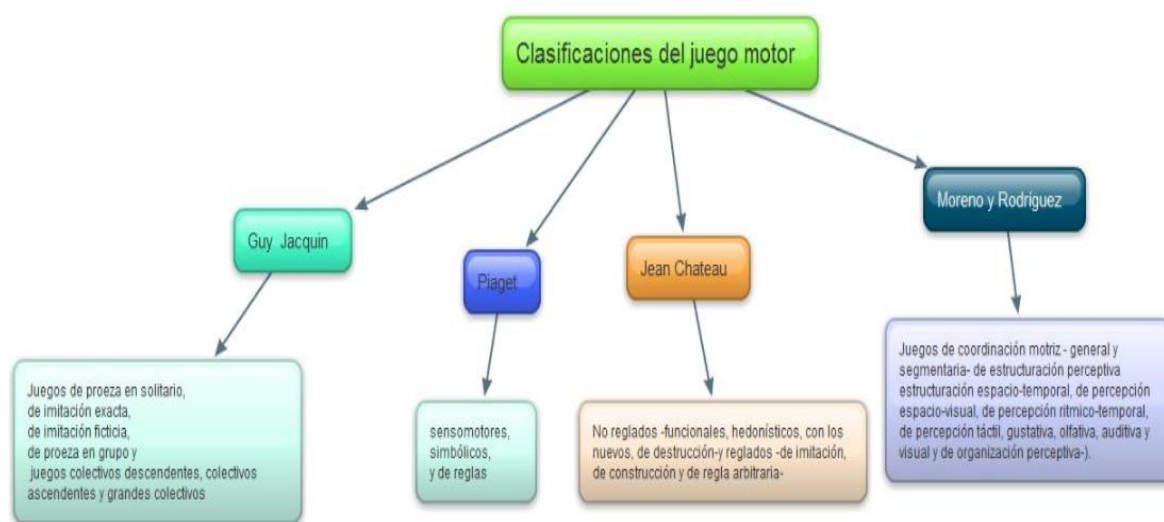 Clasificaciones del juego motor
Guy Jacquin
Piaget
Jean Chateau
Moreno y Rodríguez
Juegos de proeza en solitario,
de imitación exacta,
de imitación ficticia,
de proeza en grupo y
juegos colectivos descendentes, colectivos
ascendentes y grandes colectivos
sensomotores,
simbólicos,
y de reglas
No reglados -funcionales, hedonísticos, con los
nuevos, de destrucción-y reglados -de imitación,
de construcción y de regla arbitraria-
Juegos de coordinación motriz - general y
segmentaria- de estructuración perceptiva
estructuración espacio-temporal, de percepción
espacio-visual, de percepción rítmico-temporal,
de percepción táctil, gustativa, olfativa, auditiva y
visual y de organización perceptiva-).